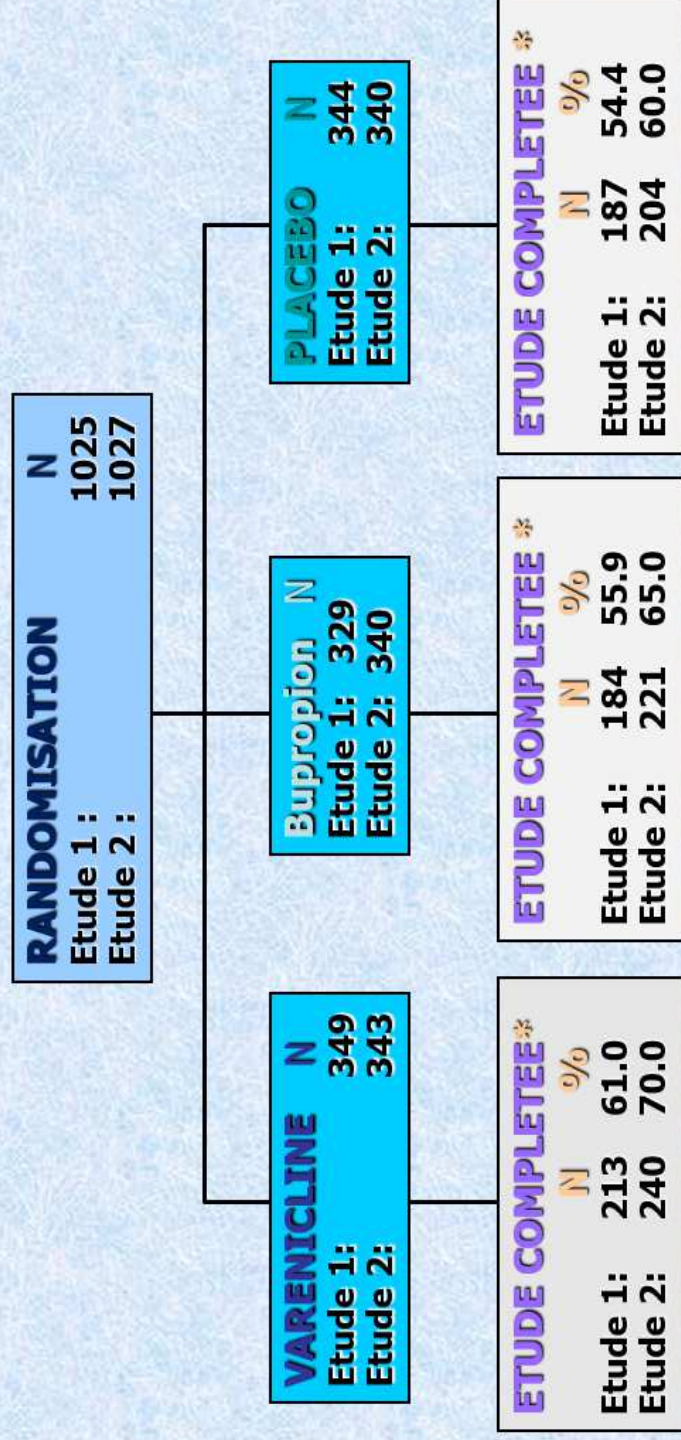 RANDOMISATION N
Etude 1 : 1025
Etude 2 : 1027
VARENICLINE N
Etude 1: 349
Etude 2: 343
Bupropion N
Etude 1: 329
Etude 2: 340
PLACEBO N
Etude 1: 344
Etude 2: 340
ETUDE COMPLETEE*
N %
Etude 1: 213 61.0
Etude 2: 240 70.0
ETUDE COMPLETEE *
N %
Etude 1: 184 55.9
Etude 2: 221 65.0
ETUDE COMPLETEE *
N %
Etude 1: 187 54.4
Etude 2: 204 60.0